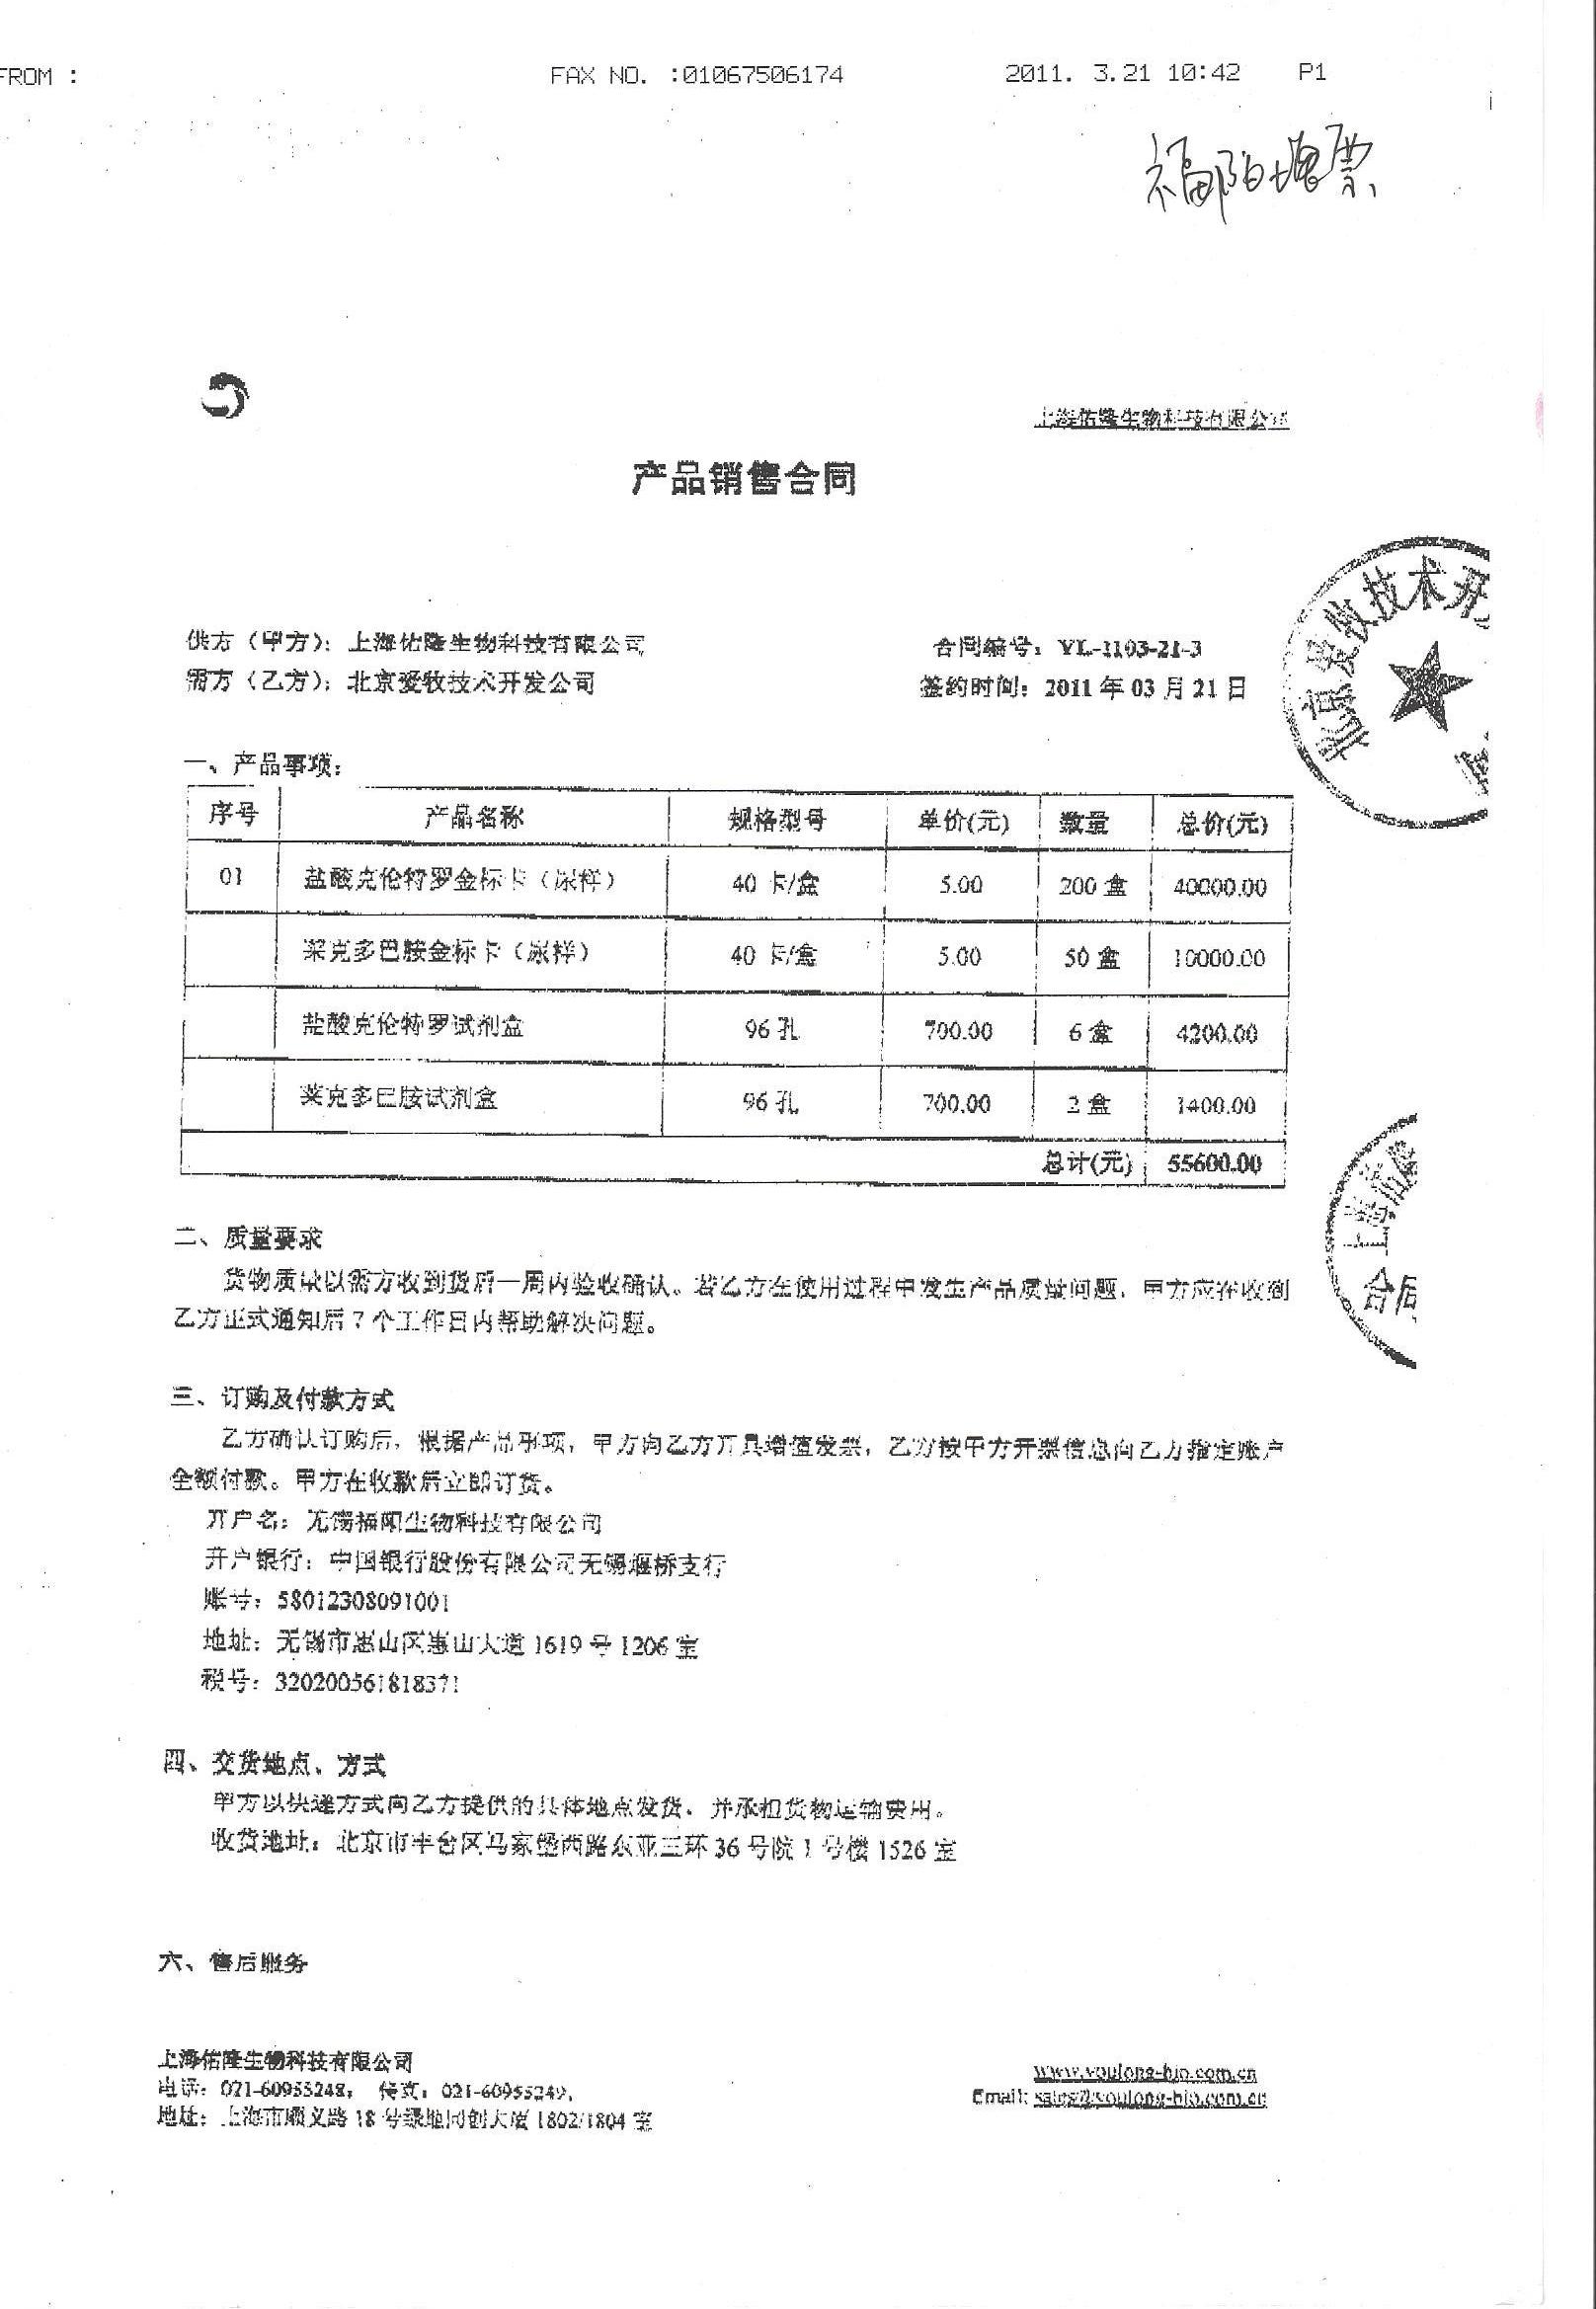 FROM :
FAX NO. :01067506174
2011. 3.21 10:42
P1
福阳增票
上海佑隆生物科技有限公司
产品销售合同
供方（甲方）：上海佑隆生物科技有限公司
合同编号：YL-1103-21-3
需方（乙方）：北京爱牧技术开发公司
签约时间：2011 年 03 月 21 日
北京爱牧技术开
一、产品事项：
序号 产品名称 规格型号 单价(元) 数量 总价(元)
01 盐酸克伦特罗金标卡（尿样） 40 卡/盒 5.00 200 盒 40000.00
莱克多巴胺金标卡（尿样） 40 卡/盒 5.00 50 盒 10000.00
盐酸克伦特罗试剂盒 96 孔 700.00 6 盒 4200.00
莱克多巴胺试剂盒 96 孔 700.00 2 盒 1400.00
总计(元) 55600.00
上海佑隆
合同
二、质量要求
货物质量以需方收到货后一周内验收确认。若乙方在使用过程中发生产品质量问题，甲方应在收到
乙方正式通知后 7 个工作日内帮助解决问题。
三、订购及付款方式
乙方确认订购后，根据产品事项，甲方向乙方开具增值发票，乙方按甲方开票信息向乙方指定账户
全额付款。甲方在收款后立即订货。
开户名：无锡福阳生物科技有限公司
开户银行：中国银行股份有限公司无锡堰桥支行
账号：58012308091001
地址：无锡市惠山区惠山大道 1619 号 1206 室
税号：320200561818371
四、交货地点、方式
甲方以快递方式向乙方提供的具体地点发货，并承担货物运输费用。
收货地址：北京市丰台区马家堡西路东亚三环 36 号院 1 号楼 1526 室
六、售后服务
上海佑隆生物科技有限公司
www.youlong-bio.com.cn
电话：021-60955248， 传真：021-60955249，
Email: sales@youlong-bio.com.cn
地址：上海市顺义路 18 号绿地同创大厦 1802/1804 室